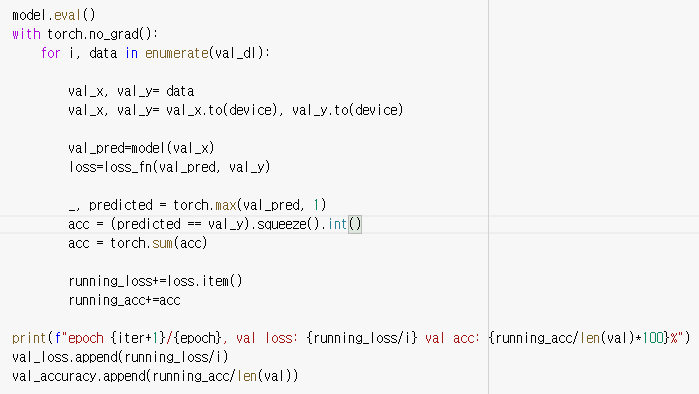 model.eval()
with torch.no_grad():
    for i, data in enumerate(val_dl):

        val_x, val_y= data
        val_x, val_y= val_x.to(device), val_y.to(device)

        val_pred=model(val_x)
        loss=loss_fn(val_pred, val_y)

        _, predicted = torch.max(val_pred, 1)
        acc = (predicted == val_y).squeeze().int()
        acc = torch.sum(acc)

        running_loss+=loss.item()
        running_acc+=acc

print(f"epoch {iter+1}/{epoch}, val loss: {running_loss/i} val acc: {running_acc/len(val)*100}%")
val_loss.append(running_loss/i)
val_accuracy.append(running_acc/len(val))